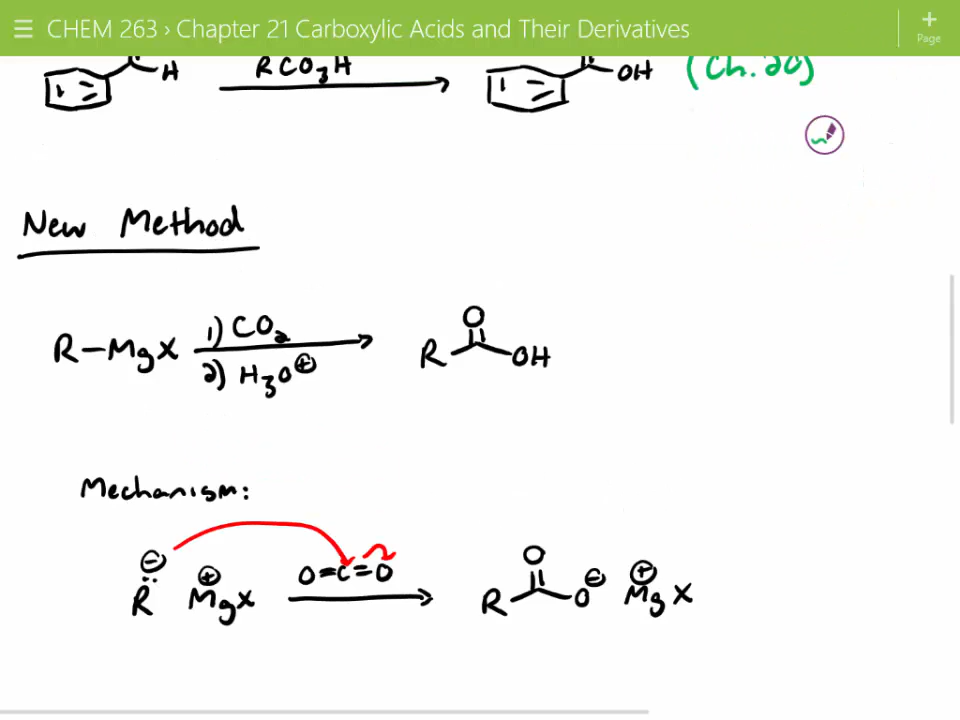 CHEM 263 › Chapter 21 Carboxylic Acids and Their Derivatives
Page
H RCO3H OH (Ch. 20)
New Method
R-MgX 1) CO2
2) H3O⊕
O
R OH
Mechanism:
⊖ ⊕ O=C=O
R̈ MgX
O
R O⊖ ⊕MgX